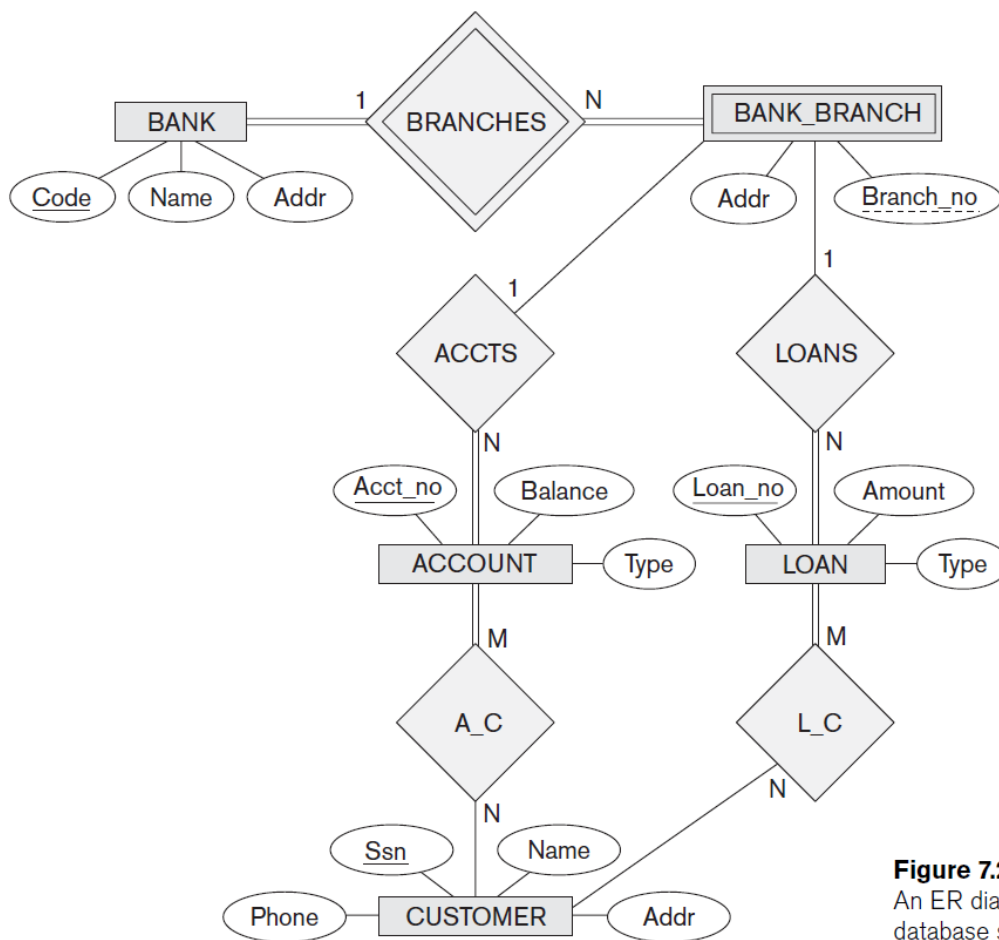 1
N
BANK
BRANCHES
BANK_BRANCH
Code
Name
Addr
Addr
Branch_no
1
1
ACCTS
LOANS
N
N
Acct_no
Balance
Loan_no
Amount
ACCOUNT
Type
LOAN
Type
M
M
A_C
L_C
N
N
Ssn
Name
Phone
CUSTOMER
Addr
Figure 7.
An ER
database